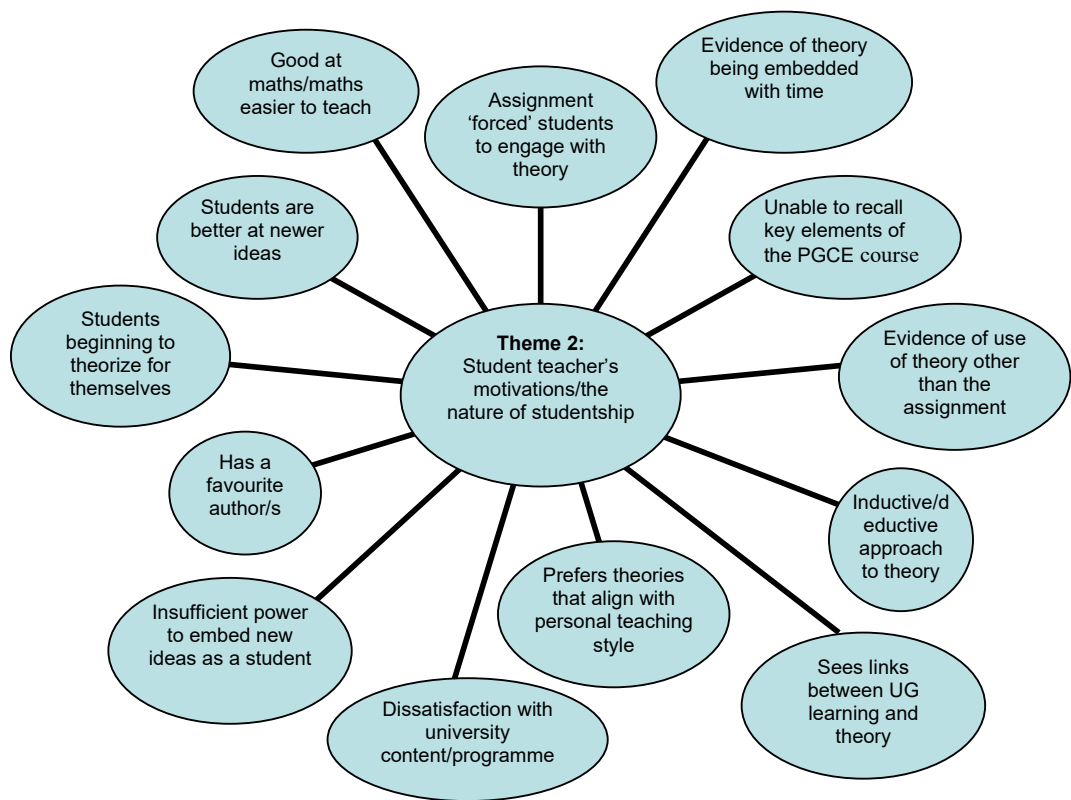 Good at
maths/maths
easier to teach
Assignment
‘forced’ students
to engage with
theory
Evidence of theory
being embedded
with time
Students are
better at newer
ideas
Unable to recall
key elements of
the PGCE course
Students
beginning to
theorize for
themselves
Theme 2:
Student teacher’s
motivations/the
nature of studentship
Evidence of use
of theory other
than the
assignment
Has a
favourite
author/s
Inductive/d
eductive
approach
to theory
Insufficient power
to embed new
ideas as a student
Prefers theories
that align with
personal teaching
style
Dissatisfaction with
university
content/programme
Sees links
between UG
learning and
theory